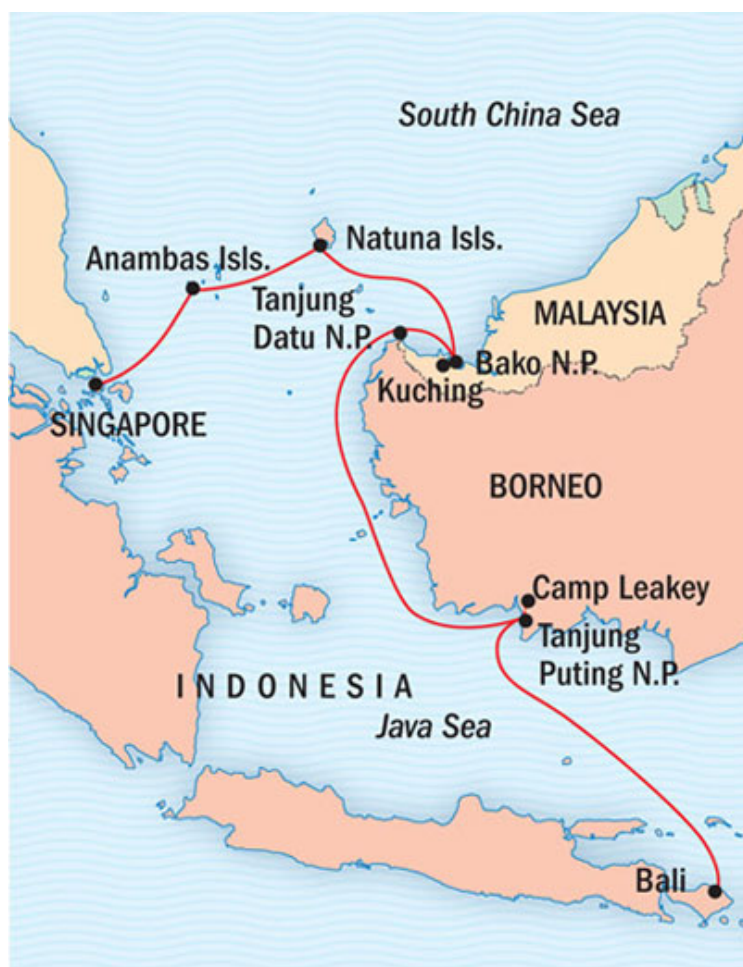 South China Sea
Natuna Isls.
Anambas Isls.
Tanjung
Datu N.P.
MALAYSIA
Bako N.P.
Kuching
SINGAPORE
BORNEO
Camp Leakey
Tanjung
Puting N.P.
INDONESIA
Java Sea
Bali